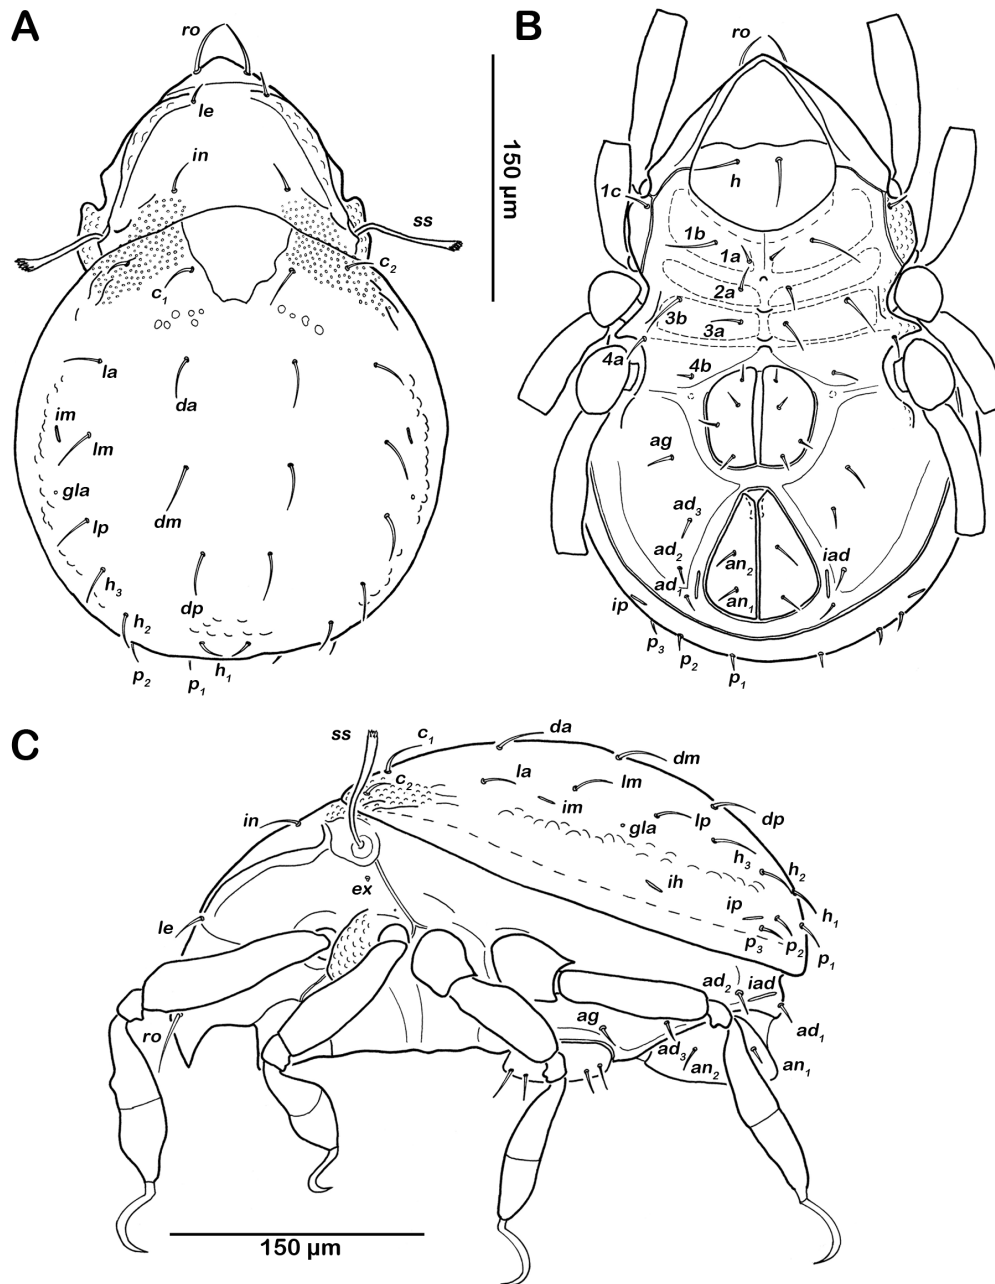 A
ro
le
in
ss
c2
c1
la
da
im
lm
gla
dm
lp
h3
dp
h2
h1
p2
p1
150 µm
B
ro
h
1c
1b
1a
2a
3b
3a
4a
4b
ag
ad3
ad2
an2
iad
ad1
an1
ip
p3
p2
p1
C
ss
c1
da
dm
la
lm
c2
im
dp
in
gla
lp
h3
h2
ex
ih
h1
le
ip
p3
p2
p1
ad2
iad
ro
ag
ad3
ad1
an2
an1
150 µm